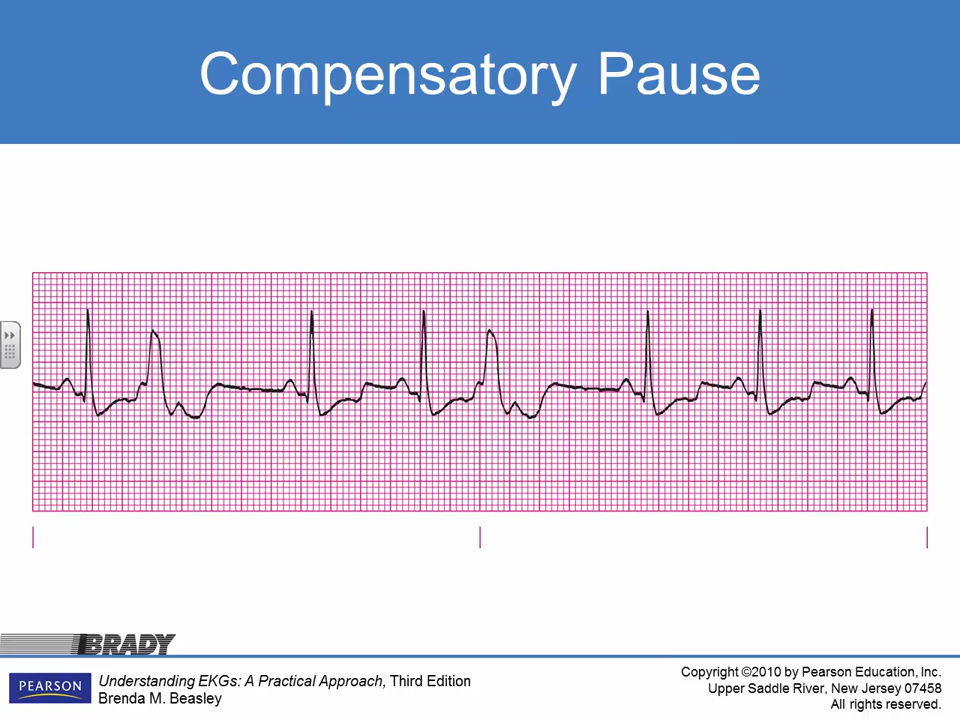 Compensatory Pause
BRADY
PEARSON
Understanding EKGs: A Practical Approach, Third Edition
Brenda M. Beasley
Copyright ©2010 by Pearson Education, Inc.
Upper Saddle River, New Jersey 07458
All rights reserved.